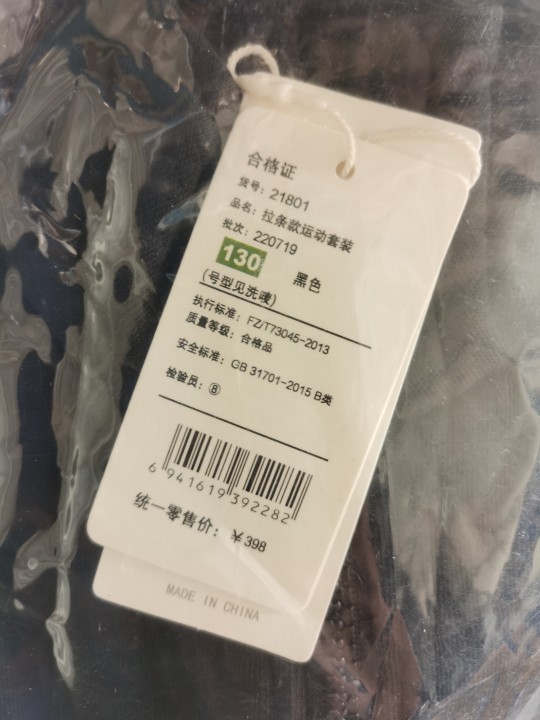 合格证
货号：21801
品名：拉条款运动套装
批次：220719
130 黑色
(号型见洗唛)
执行标准：FZ/T73045-2013
质量等级：合格品
安全标准：GB 31701-2015 B类
检验员：⑧
6 941619 392282
统一零售价：￥398
MADE IN CHINA